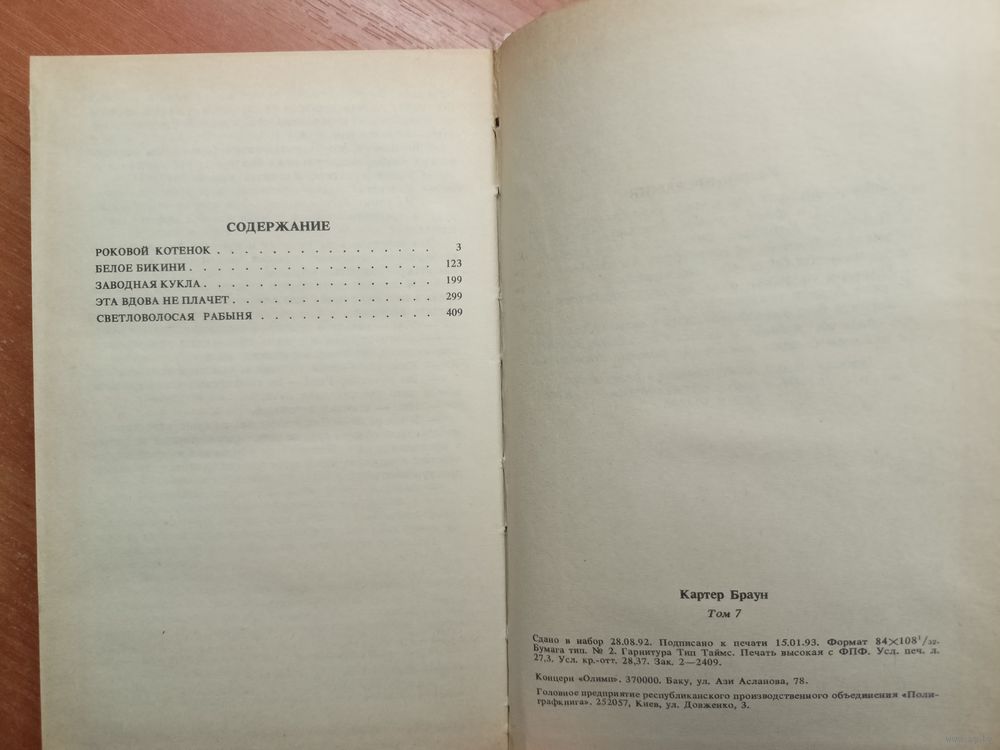 СОДЕРЖАНИЕ
РОКОВОЙ КОТЕНОК . . . . . . . . . . . . . . . . 3
БЕЛОЕ БИКИНИ . . . . . . . . . . . . . . . . . . 123
ЗАВОДНАЯ КУКЛА . . . . . . . . . . . . . . . . . 199
ЭТА ВДОВА НЕ ПЛАЧЕТ . . . . . . . . . . . . . . . 299
СВЕТЛОВОЛОСАЯ РАБЫНЯ . . . . . . . . . . . . . 409
Картер Браун
Том 7
Сдано в набор 28.08.92. Подписано к печати 15.01.93. Формат 84×108¹/₃₂.
Бумага тип. № 2. Гарнитура Тип Таймс. Печать высокая с ФПФ. Усл. печ. л.
27,3. Усл. кр.-отт. 28,37. Зак. 2—2409.
Концерн «Олимп». 370000. Баку, ул. Ази Асланова, 78.
Головное предприятие республиканского производственного объединения «Поли-
графкнига». 252057, Киев, ул. Довженко, 3.